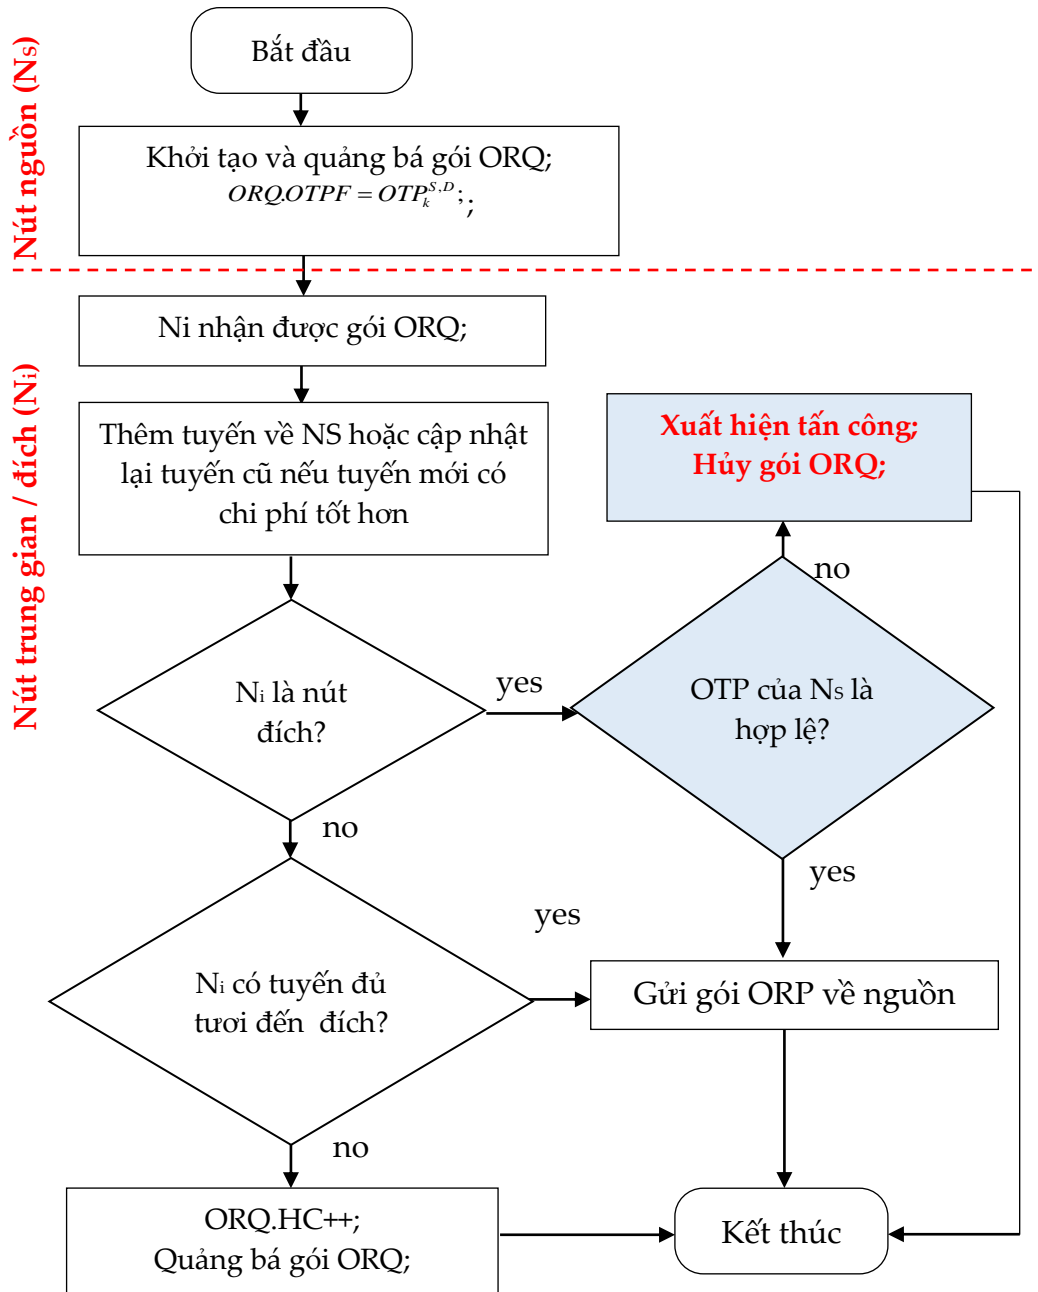 Nút nguồn (Ns)
Bắt đầu
Khởi tạo và quảng bá gói ORQ;
ORQ.OTPF = OTP_k^{S,D};;
Nút trung gian / đích (Ni)
Ni nhận được gói ORQ;
Thêm tuyến về NS hoặc cập nhật
lại tuyến cũ nếu tuyến mới có
chi phí tốt hơn
Xuất hiện tấn công;
Hủy gói ORQ;
no
Ni là nút
đích?
yes
OTP của Ns là
hợp lệ?
no
yes
Ni có tuyến đủ
tươi đến đích?
yes
Gửi gói ORP về nguồn
no
ORQ.HC++;
Quảng bá gói ORQ;
Kết thúc